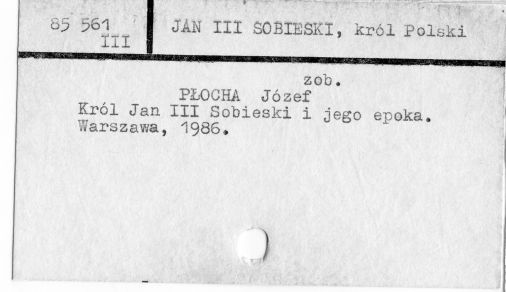 85 561
III
JAN III SOBIESKI, król Polski
zob.
PŁOCHA Józef
Król Jan III Sobieski i jego epoka.
Warszawa, 1986.